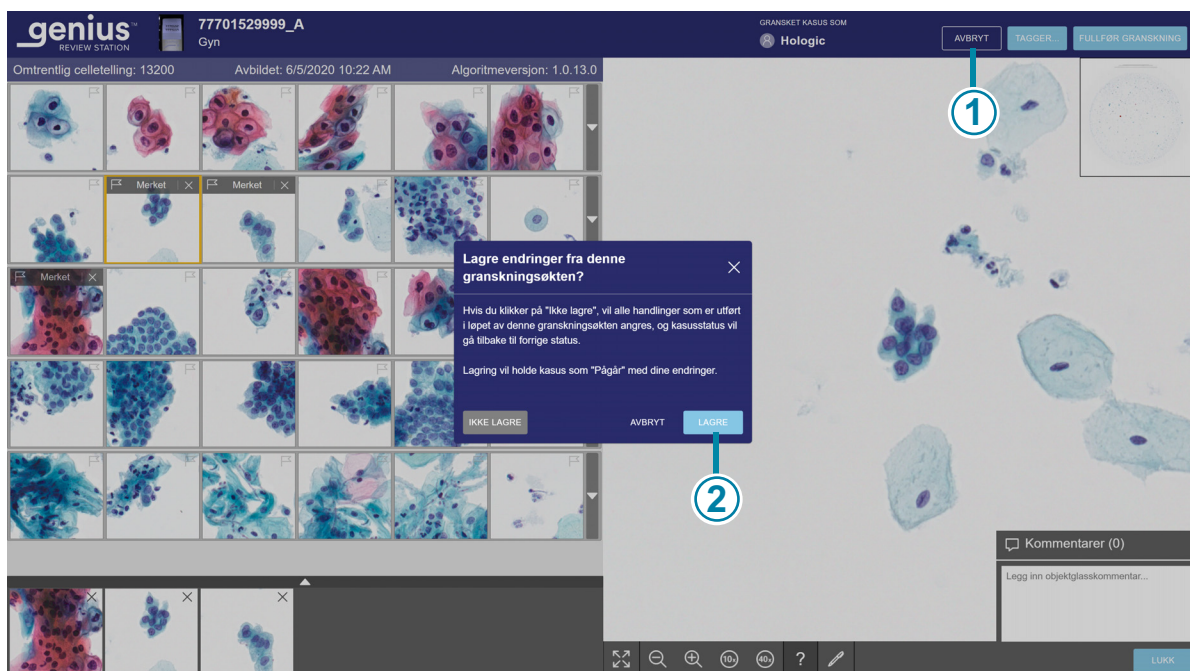 genius™
REVIEW STATION
77701529999_A
Gyn
GRANSKET KASUS SOM
Hologic
AVBRYT
TAGGER...
FULLFØR GRANSKNING
Omtrentlig celletelling: 13200
Avbildet: 6/5/2020 10:22 AM
Algoritmeversjon: 1.0.13.0
1
Merket
Merket
Merket
Lagre endringer fra denne
granskningsøkten?
Hvis du klikker på "Ikke lagre", vil alle handlinger som er utført
i løpet av denne granskningsøkten angres, og kasusstatus vil
gå tilbake til forrige status.
Lagring vil holde kasus som "Pågår" med dine endringer.
IKKE LAGRE
AVBRYT
LAGRE
2
Kommentarer (0)
Legg inn objektglasskommentar...
10x
40x
?
LUKK